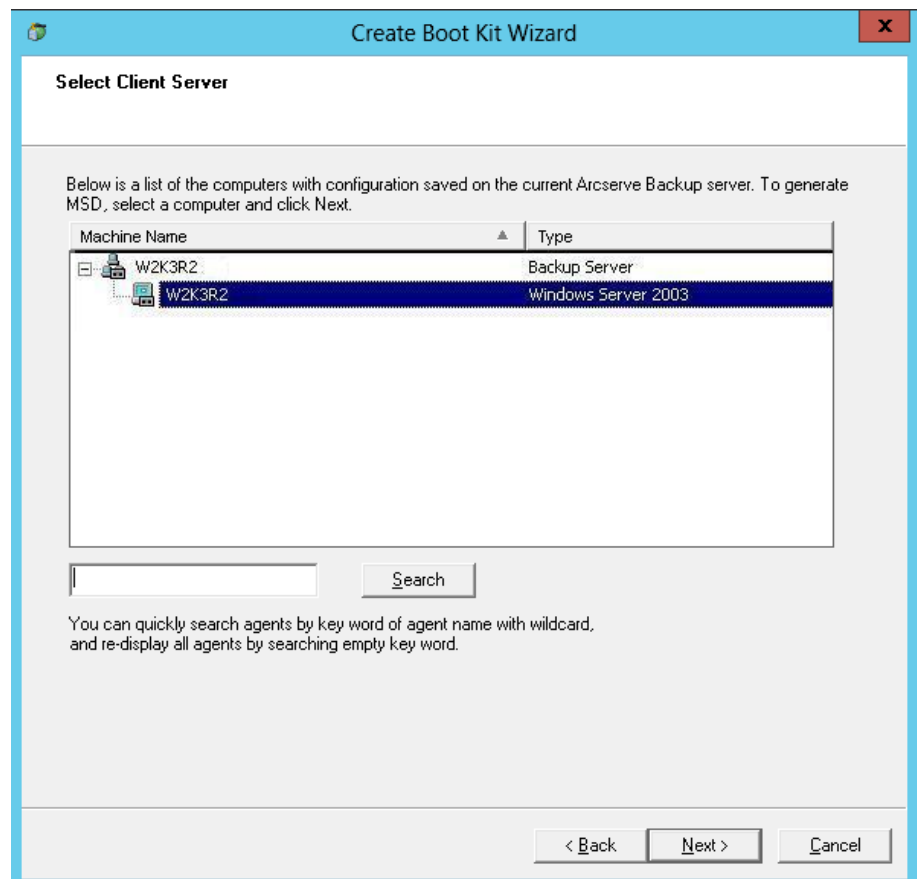 Create Boot Kit Wizard
x
Select Client Server
Below is a list of the computers with configuration saved on the current Arcserve Backup server. To generate
MSD, select a computer and click Next.
Machine Name Type
W2K3R2 Backup Server
W2K3R2 Windows Server 2003
Search
You can quickly search agents by key word of agent name with wildcard,
and re-display all agents by searching empty key word.
< Back Next > Cancel